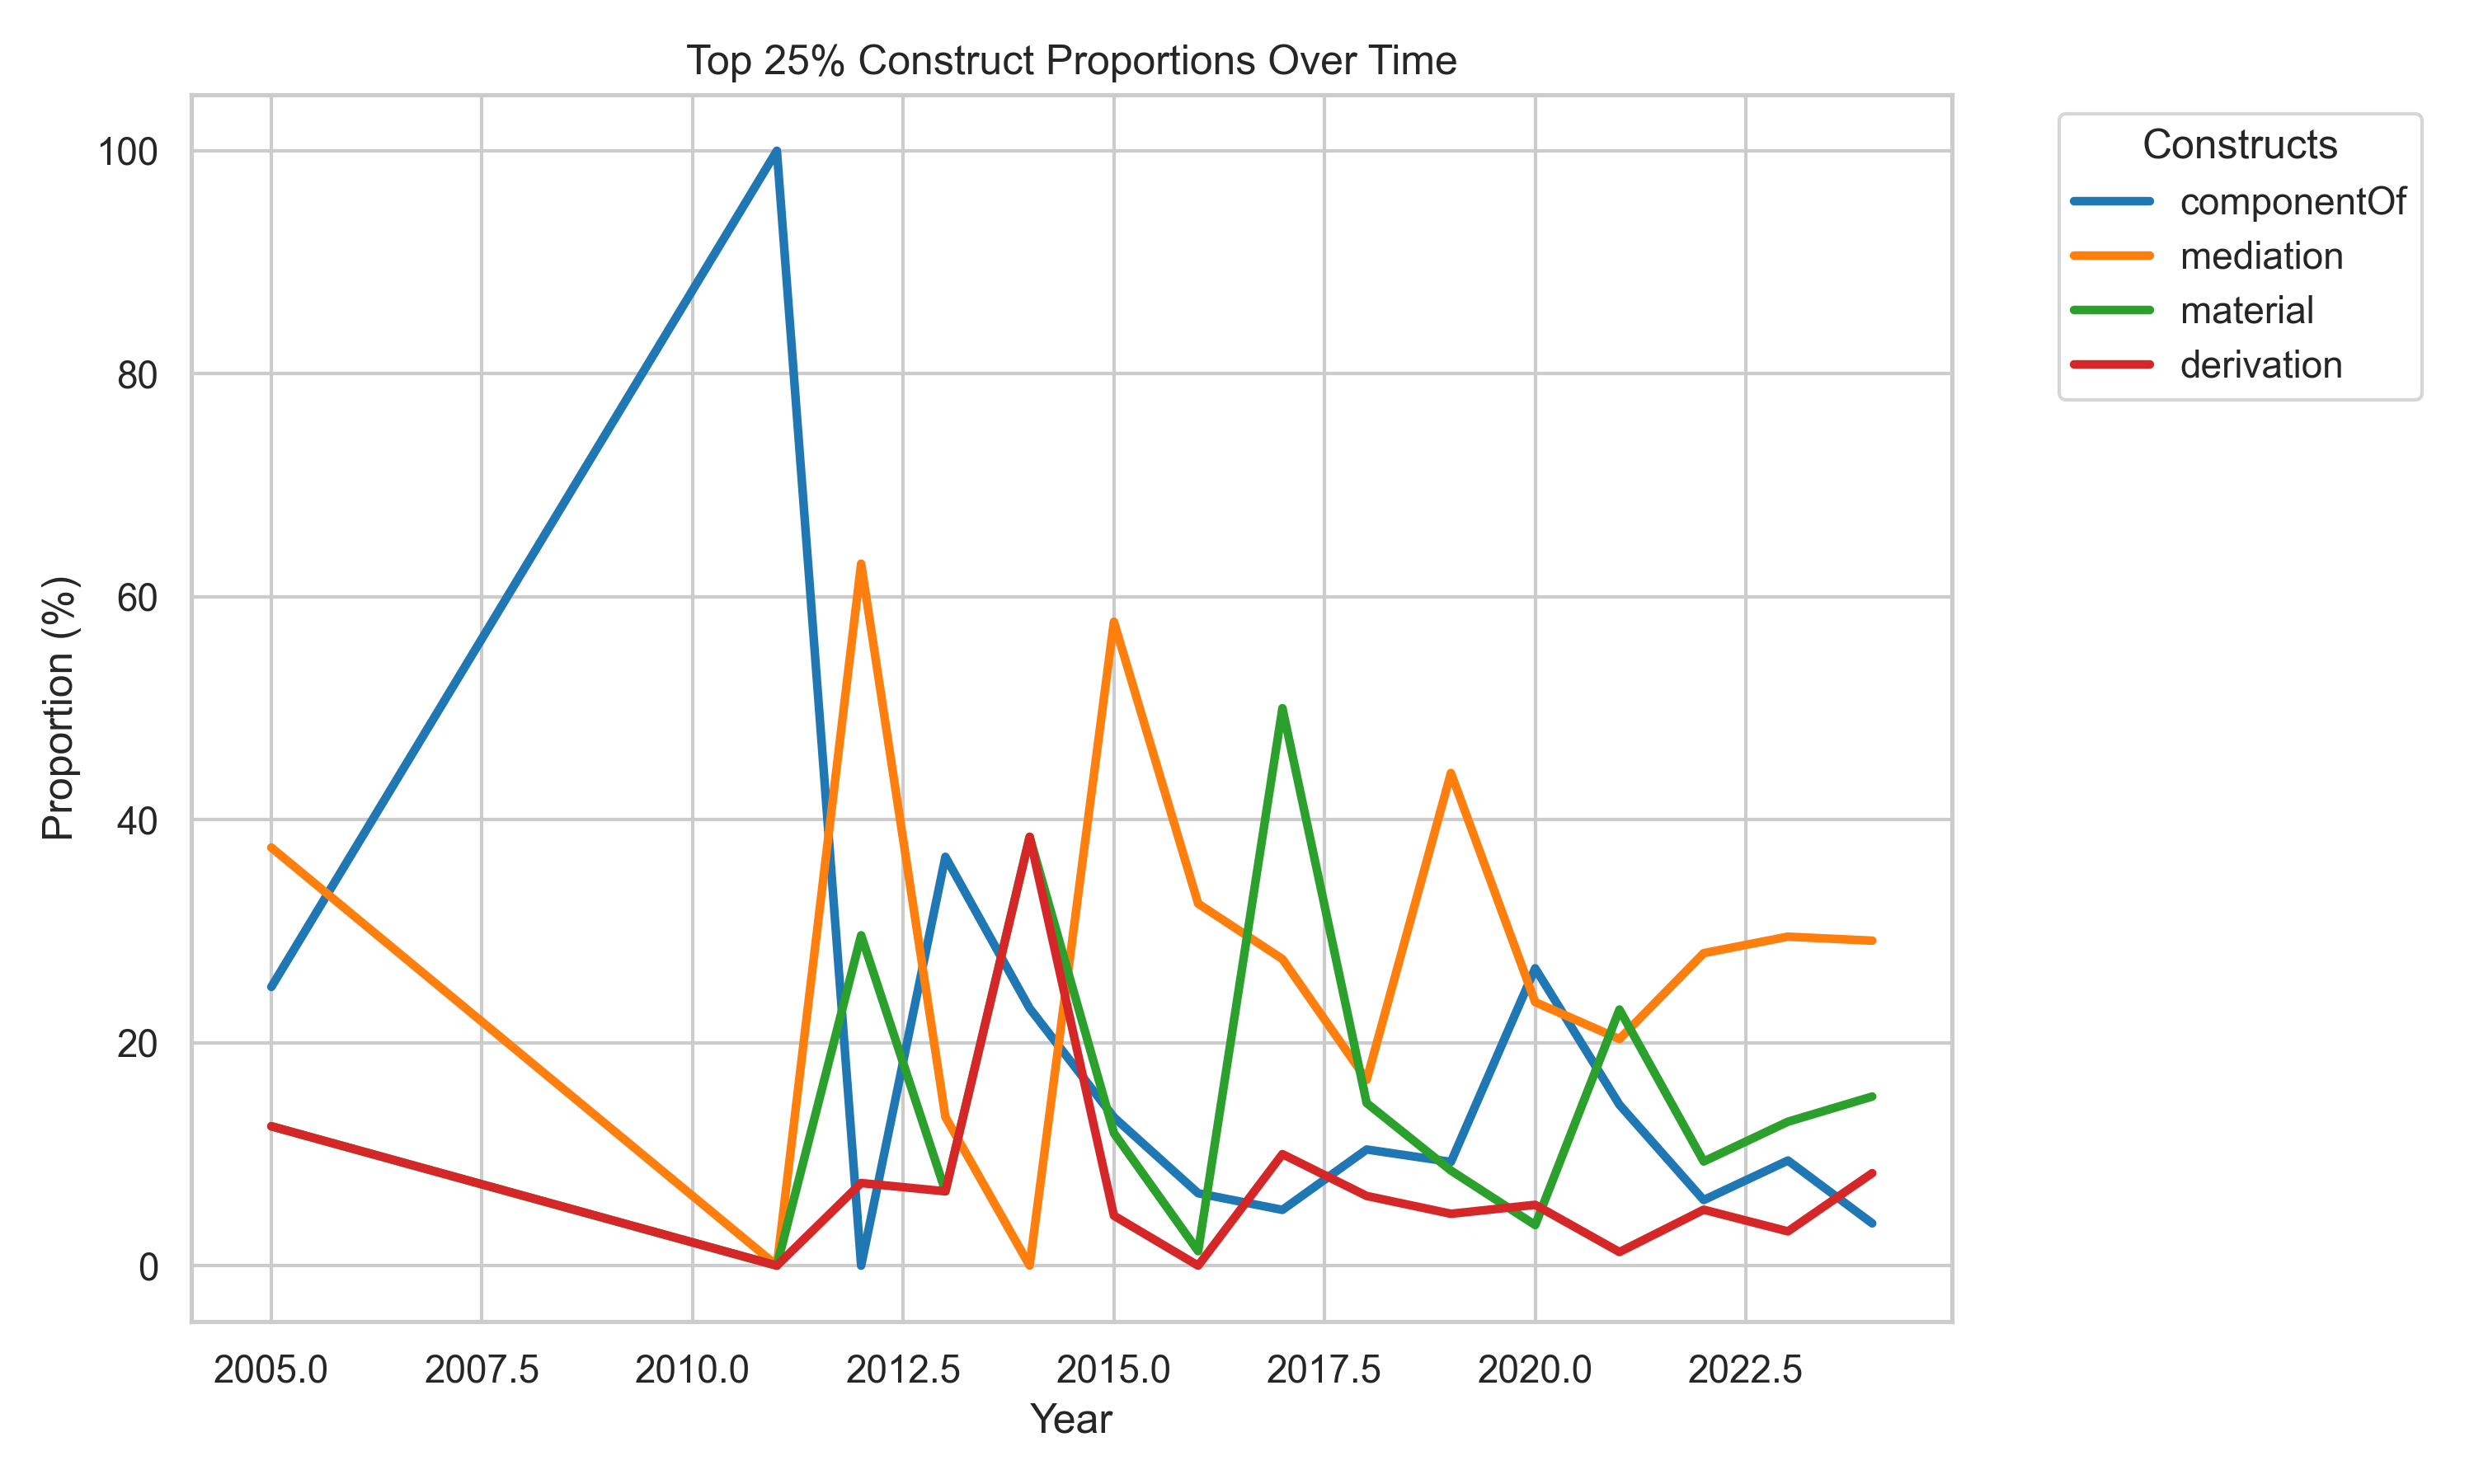 Top 25% Construct Proportions Over Time
Constructs
componentOf
mediation
material
derivation
Proportion (%)
100
80
60
40
20
0
2005.0 2007.5 2010.0 2012.5 2015.0 2017.5 2020.0 2022.5
Year